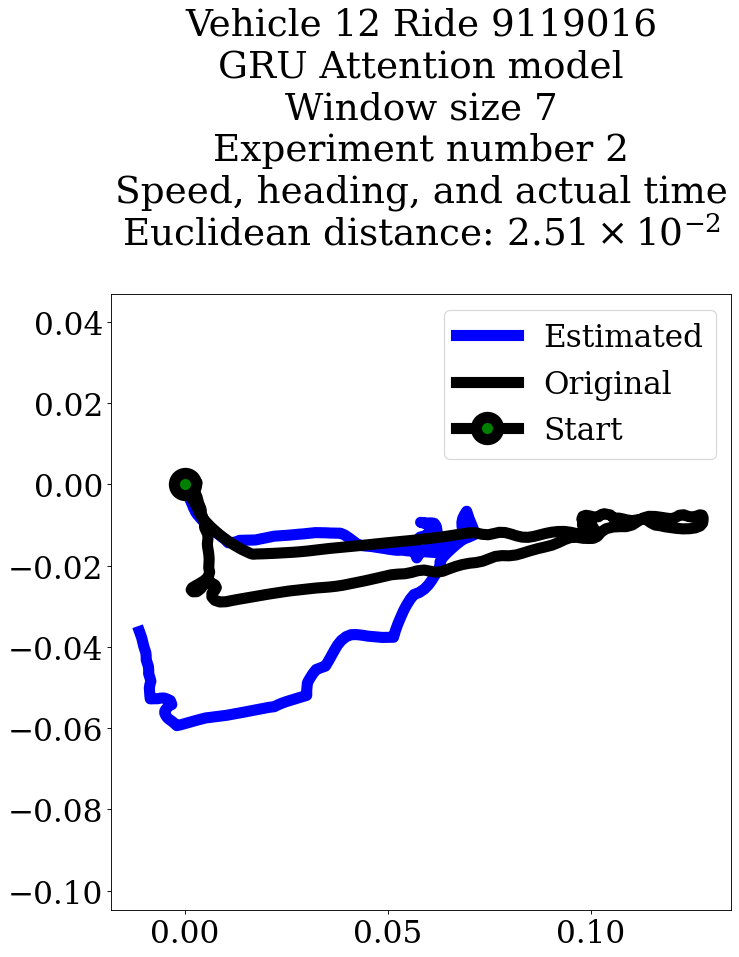 Vehicle 12 Ride 9119016
GRU Attention model
Window size 7
Experiment number 2
Speed, heading, and actual time
Euclidean distance: 2.51 × 10⁻²
Estimated
Original
Start
0.04
0.02
0.00
−0.02
−0.04
−0.06
−0.08
−0.10
0.00 0.05 0.10